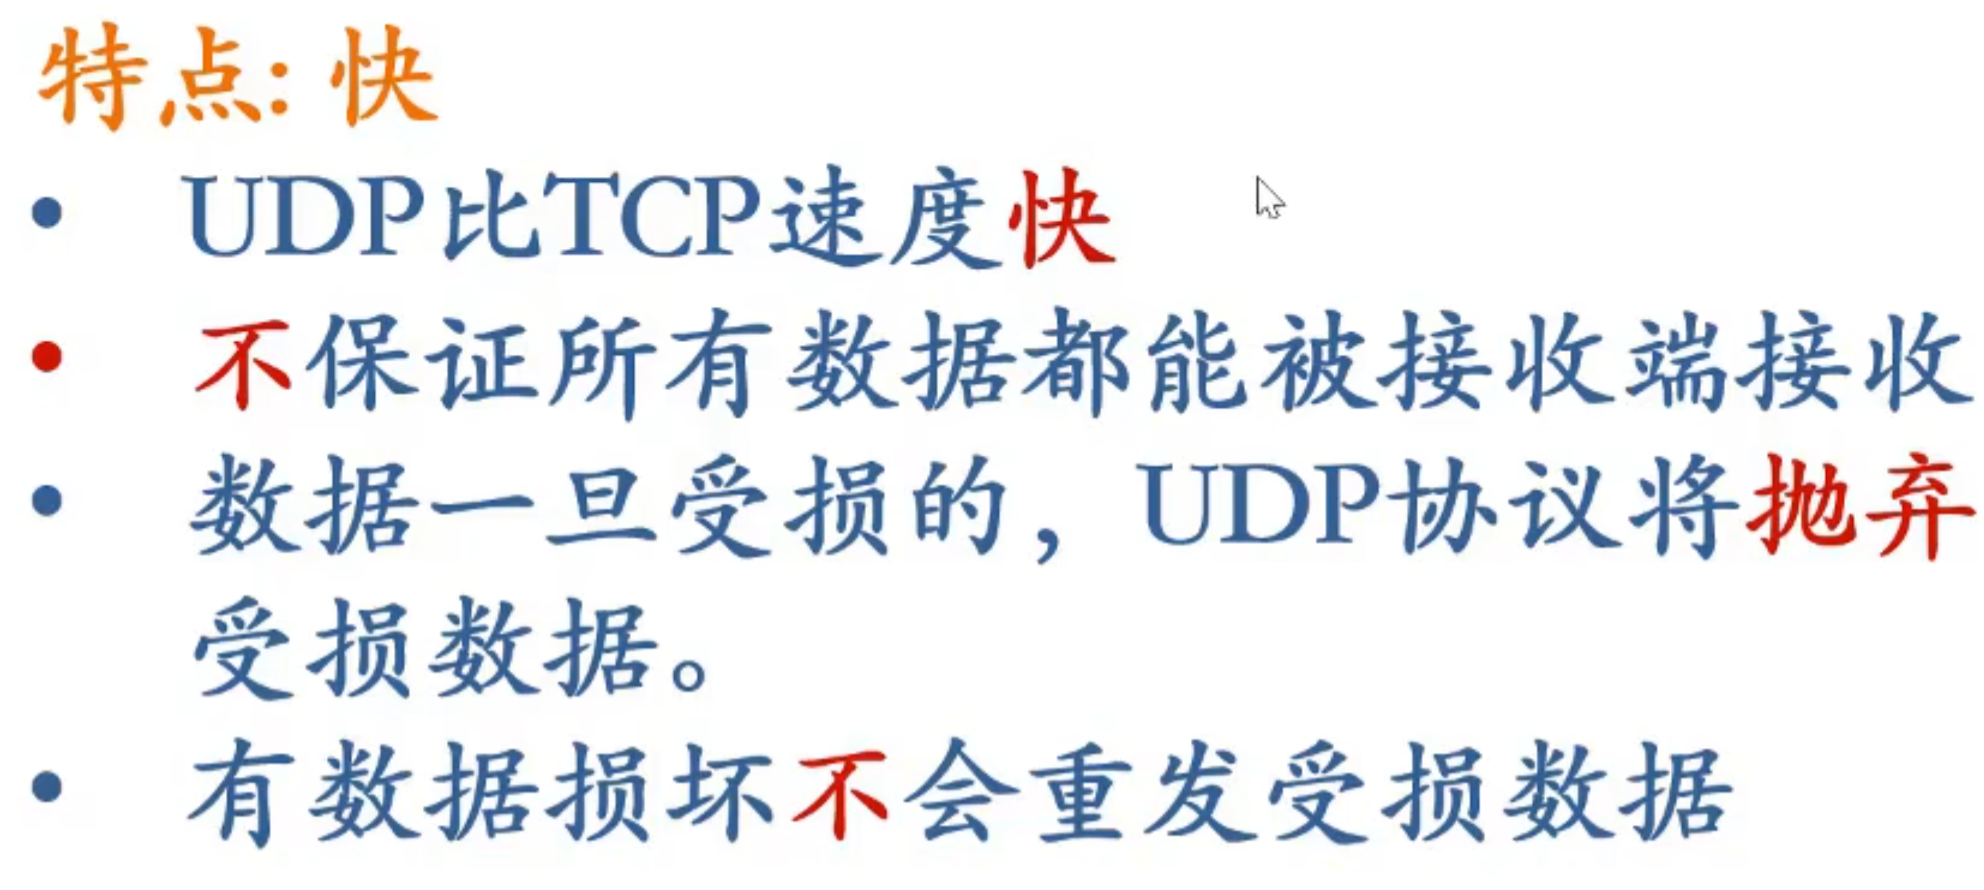 特点: 快
• UDP比TCP速度快
• 不保证所有数据都能被接收端接收
• 数据一旦受损的，UDP协议将抛弃
受损数据。
• 有数据损坏不会重发受损数据